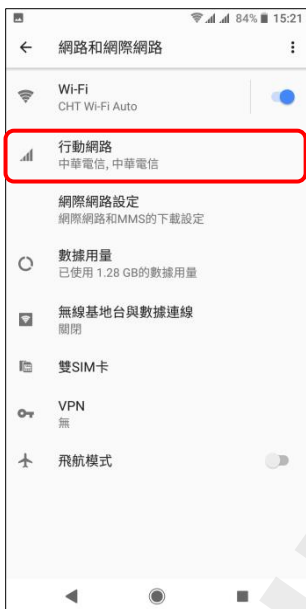 84% 15:21
網路和網際網路
Wi-Fi
CHT Wi-Fi Auto
行動網路
中華電信, 中華電信
網際網路設定
網際網路和MMS的下載設定
數據用量
已使用 1.28 GB的數據用量
無線基地台與數據連線
關閉
雙SIM卡
VPN
無
飛航模式